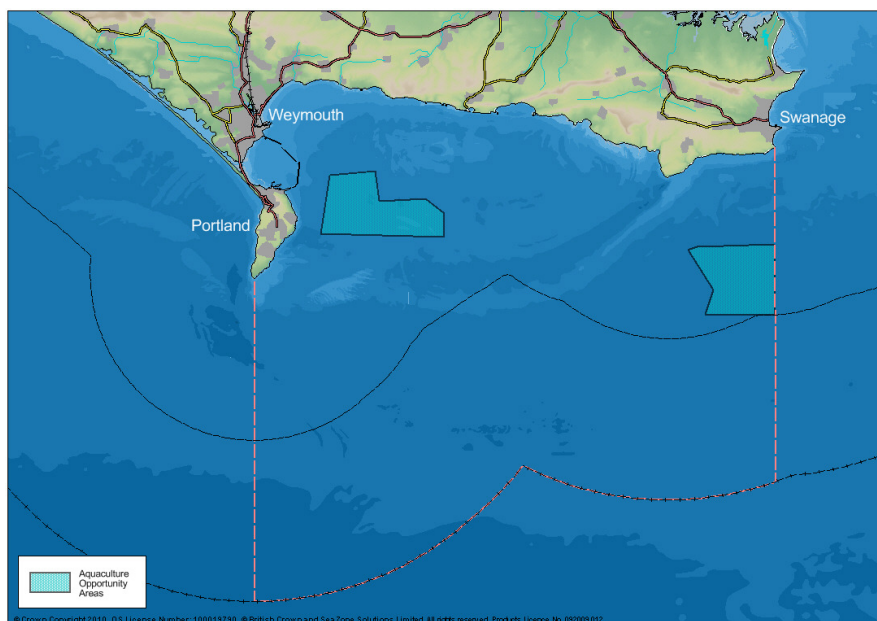 Weymouth
Swanage
Portland
Aquaculture
Opportunity
Areas
© Crown Copyright 2010. OS License Number: 100019790. © British Crown and SeaZone Solutions Limited. All rights reserved. Products Licence No. 092009.012